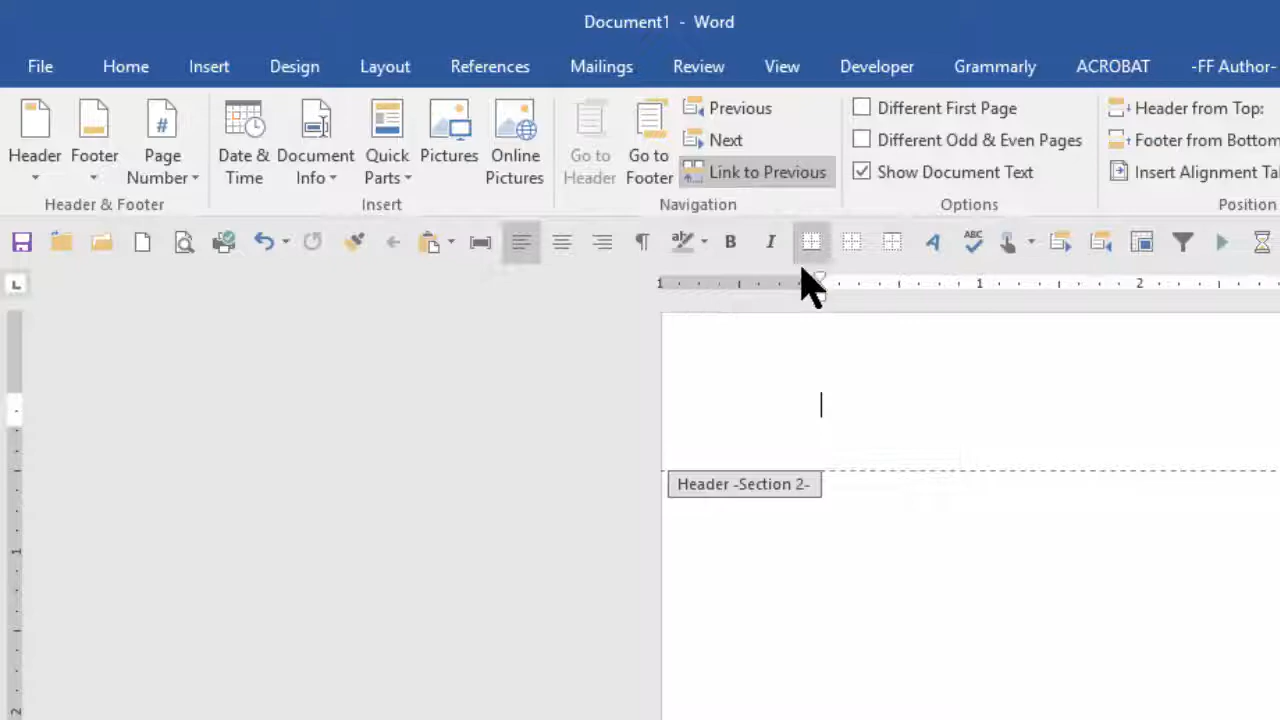 Document1 - Word
File Home Insert Design Layout References Mailings Review View Developer Grammarly ACROBAT -FF Author-
Header
Footer
Page
Number
Header & Footer
Date &
Time
Document
Info
Quick
Parts
Pictures
Online
Pictures
Insert
Go to
Header
Go to
Footer
Previous
Next
Link to Previous
Navigation
Different First Page
Different Odd & Even Pages
Show Document Text
Options
Header from Top:
Footer from Bottom
Insert Alignment Ta
Position
B I A ABC
L
1 1 2
Header -Section 2-
1
2